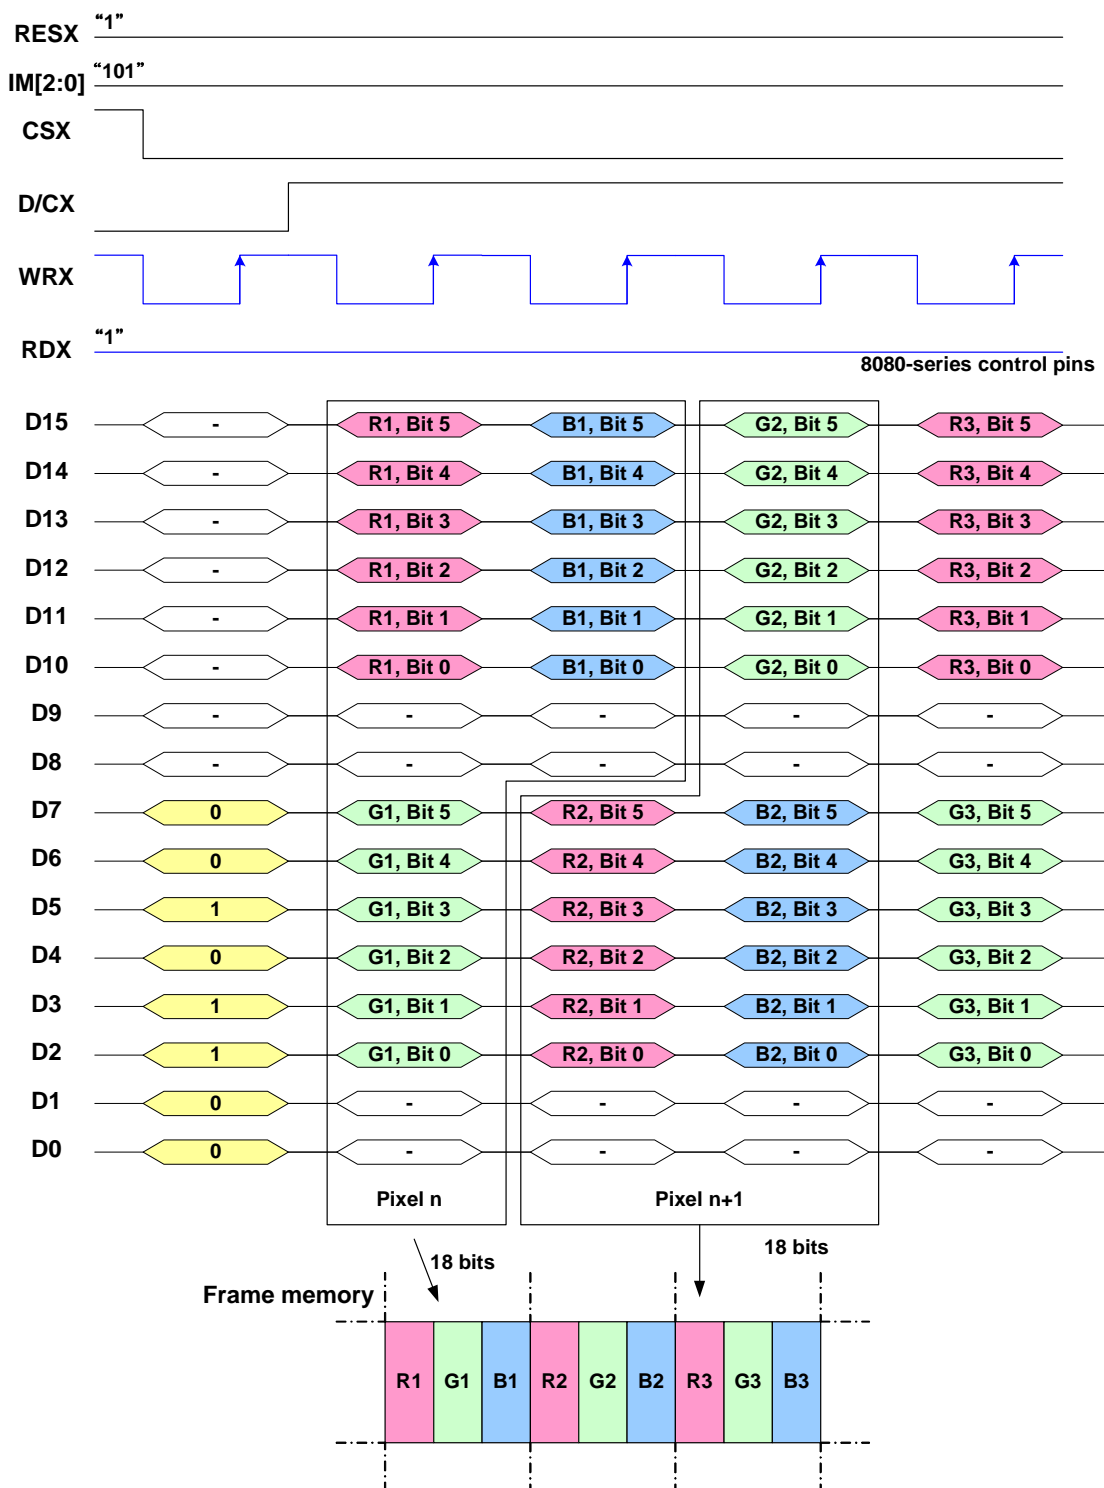 RESX “1”
IM[2:0] “101”
CSX
D/CX
WRX
RDX “1”
8080-series control pins
D15 - R1, Bit 5 B1, Bit 5 G2, Bit 5 R3, Bit 5
D14 - R1, Bit 4 B1, Bit 4 G2, Bit 4 R3, Bit 4
D13 - R1, Bit 3 B1, Bit 3 G2, Bit 3 R3, Bit 3
D12 - R1, Bit 2 B1, Bit 2 G2, Bit 2 R3, Bit 2
D11 - R1, Bit 1 B1, Bit 1 G2, Bit 1 R3, Bit 1
D10 - R1, Bit 0 B1, Bit 0 G2, Bit 0 R3, Bit 0
D9 - - - - -
D8 - - - - -
D7 0 G1, Bit 5 R2, Bit 5 B2, Bit 5 G3, Bit 5
D6 0 G1, Bit 4 R2, Bit 4 B2, Bit 4 G3, Bit 4
D5 1 G1, Bit 3 R2, Bit 3 B2, Bit 3 G3, Bit 3
D4 0 G1, Bit 2 R2, Bit 2 B2, Bit 2 G3, Bit 2
D3 1 G1, Bit 1 R2, Bit 1 B2, Bit 1 G3, Bit 1
D2 1 G1, Bit 0 R2, Bit 0 B2, Bit 0 G3, Bit 0
D1 0 - - - -
D0 0 - - - -
Pixel n Pixel n+1
18 bits 18 bits
Frame memory
R1 G1 B1 R2 G2 B2 R3 G3 B3